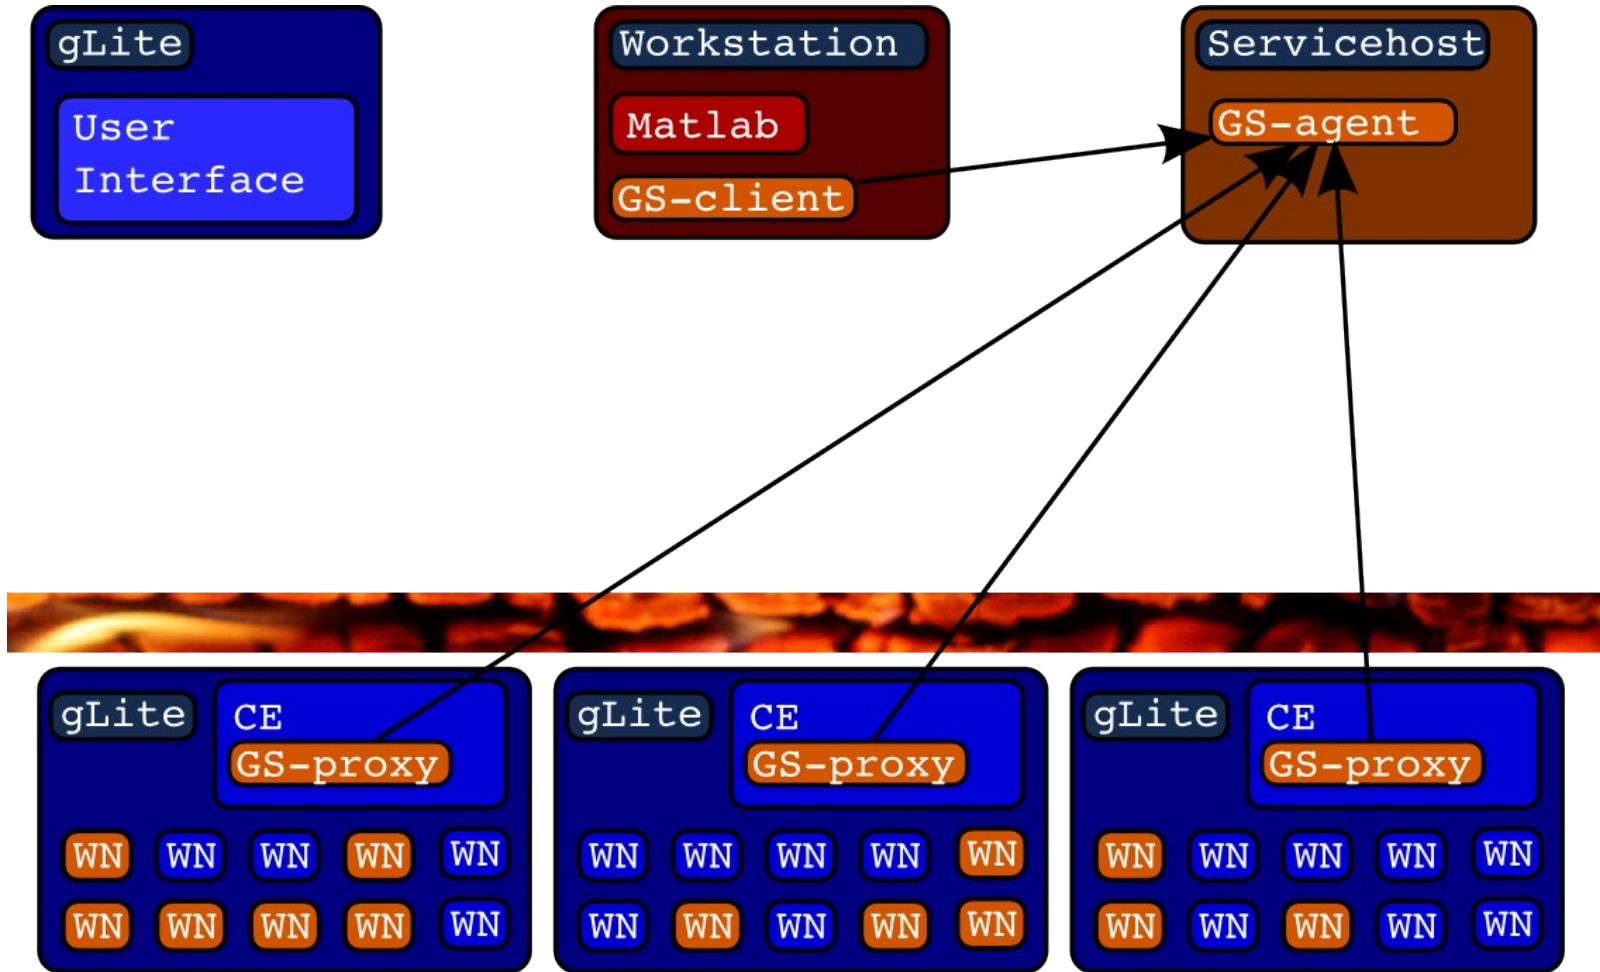 gLite
User
Interface
Workstation
Matlab
GS-client
Servicehost
GS-agent
gLite
CE
GS-proxy
WN WN WN WN WN
WN WN WN WN WN
gLite
CE
GS-proxy
WN WN WN WN WN
WN WN WN WN WN
gLite
CE
GS-proxy
WN WN WN WN WN
WN WN WN WN WN